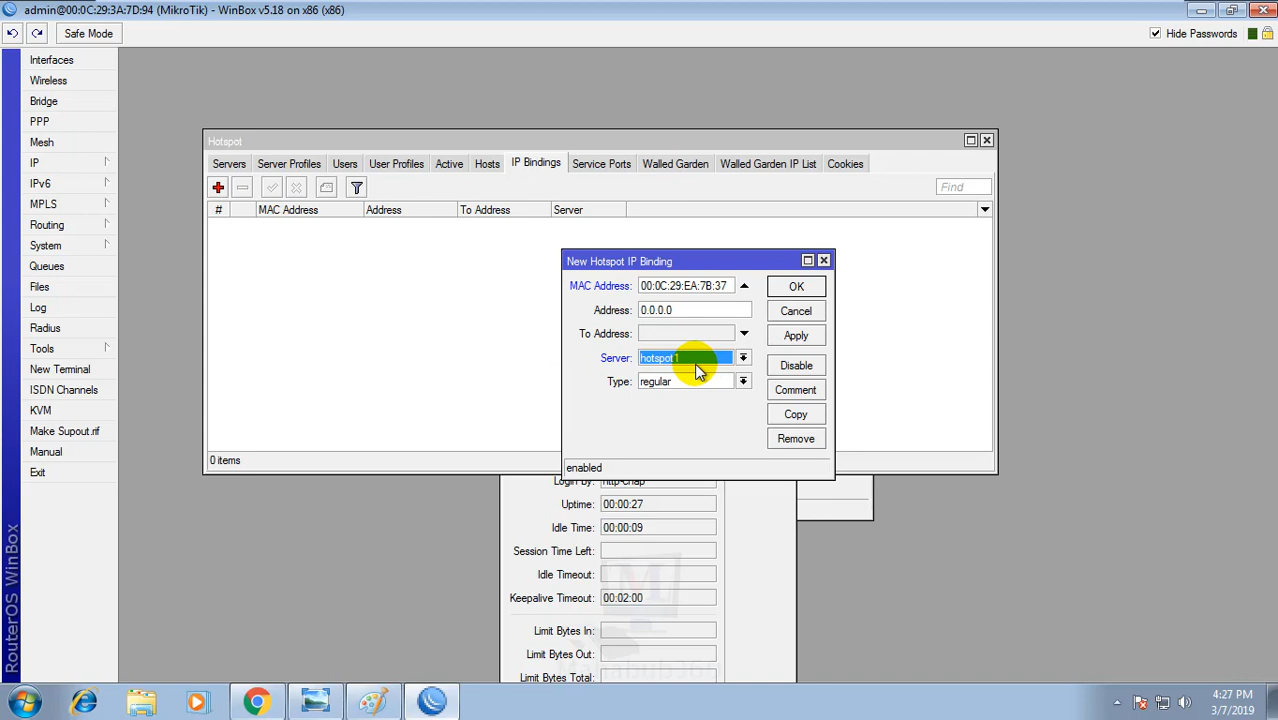 admin@00:0C:29:3A:7D:94 (MikroTik) - WinBox v5.18 on x86 (x86)
Safe Mode
Hide Passwords
Interfaces
Wireless
Bridge
PPP
Mesh
IP
IPv6
MPLS
Routing
System
Queues
Files
Log
Radius
Tools
New Terminal
ISDN Channels
KVM
Make Supout.rif
Manual
Exit
RouterOS WinBox
Hotspot
Servers Server Profiles Users User Profiles Active Hosts IP Bindings Service Ports Walled Garden Walled Garden IP List Cookies
Find
# MAC Address Address To Address Server
0 items
New Hotspot IP Binding
MAC Address: 00:0C:29:EA:7B:37
Address: 0.0.0.0
To Address:
Server: hotspot1
Type: regular
OK
Cancel
Apply
Disable
Comment
Copy
Remove
enabled
Login By: http-chap
Uptime: 00:00:27
Idle Time: 00:00:09
Session Time Left:
Idle Timeout:
Keepalive Timeout: 00:02:00
Limit Bytes In:
Limit Bytes Out:
Limit Bytes Total:
4:27 PM
3/7/2019